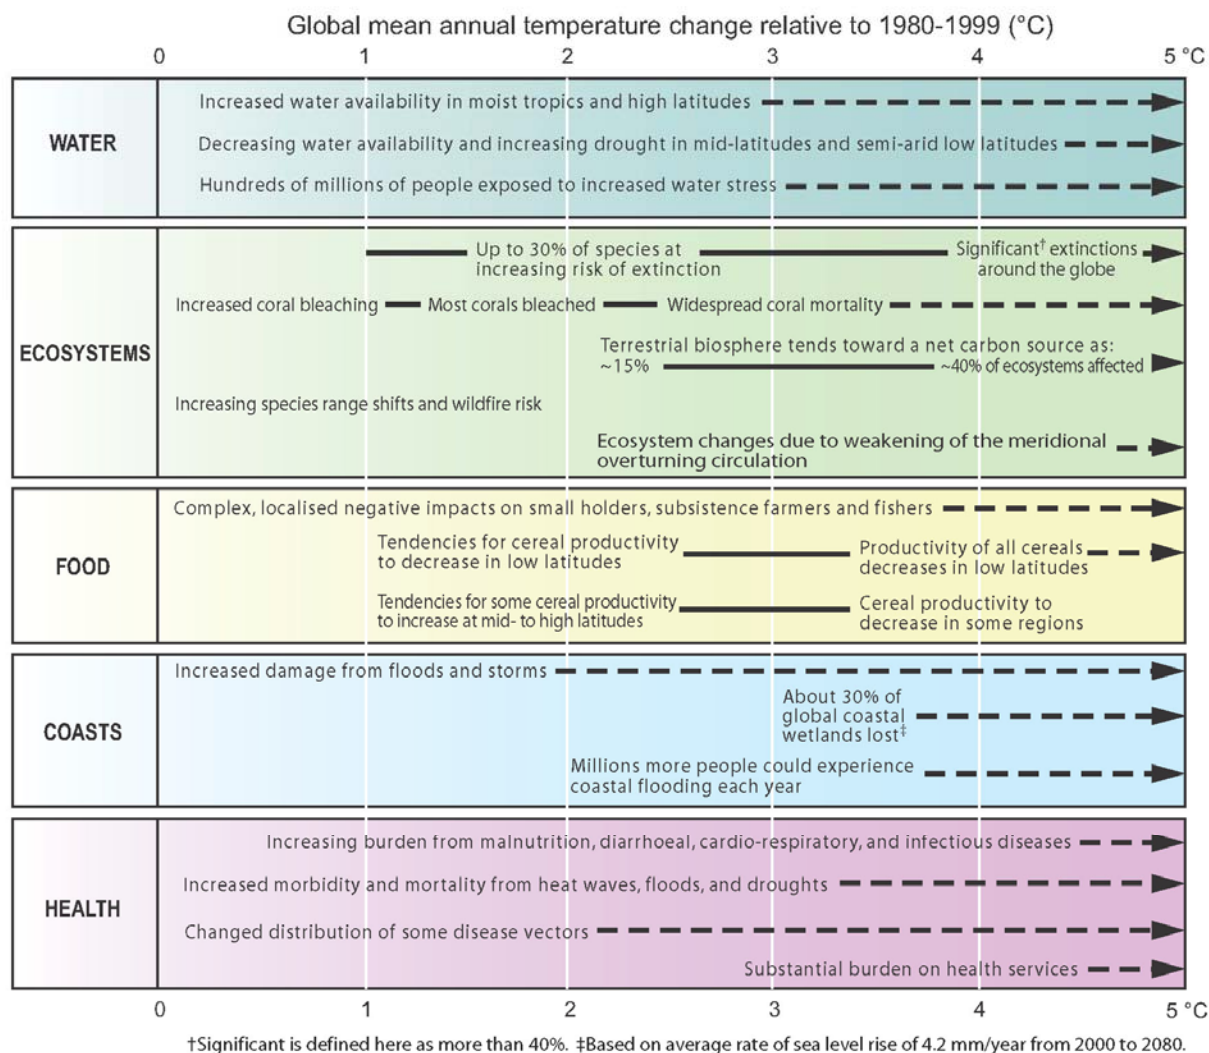 Global mean annual temperature change relative to 1980-1999 (°C)
0 1 2 3 4 5 °C
WATER
Increased water availability in moist tropics and high latitudes
Decreasing water availability and increasing drought in mid-latitudes and semi-arid low latitudes
Hundreds of millions of people exposed to increased water stress
ECOSYSTEMS
Up to 30% of species at
increasing risk of extinction
Significant† extinctions
around the globe
Increased coral bleaching Most corals bleached Widespread coral mortality
Terrestrial biosphere tends toward a net carbon source as:
~15% ~40% of ecosystems affected
Increasing species range shifts and wildfire risk
Ecosystem changes due to weakening of the meridional
overturning circulation
FOOD
Complex, localised negative impacts on small holders, subsistence farmers and fishers
Tendencies for cereal productivity
to decrease in low latitudes
Productivity of all cereals
decreases in low latitudes
Tendencies for some cereal productivity
to increase at mid- to high latitudes
Cereal productivity to
decrease in some regions
COASTS
Increased damage from floods and storms
About 30% of
global coastal
wetlands lost‡
Millions more people could experience
coastal flooding each year
HEALTH
Increasing burden from malnutrition, diarrhoeal, cardio-respiratory, and infectious diseases
Increased morbidity and mortality from heat waves, floods, and droughts
Changed distribution of some disease vectors
Substantial burden on health services
0 1 2 3 4 5 °C
†Significant is defined here as more than 40%. ‡Based on average rate of sea level rise of 4.2 mm/year from 2000 to 2080.